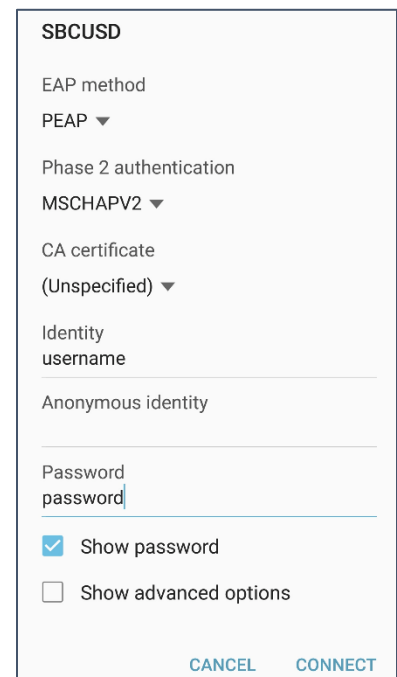 SBCUSD
EAP method
PEAP
Phase 2 authentication
MSCHAPV2
CA certificate
(Unspecified)
Identity
username
Anonymous identity
Password
password
Show password
Show advanced options
CANCEL CONNECT